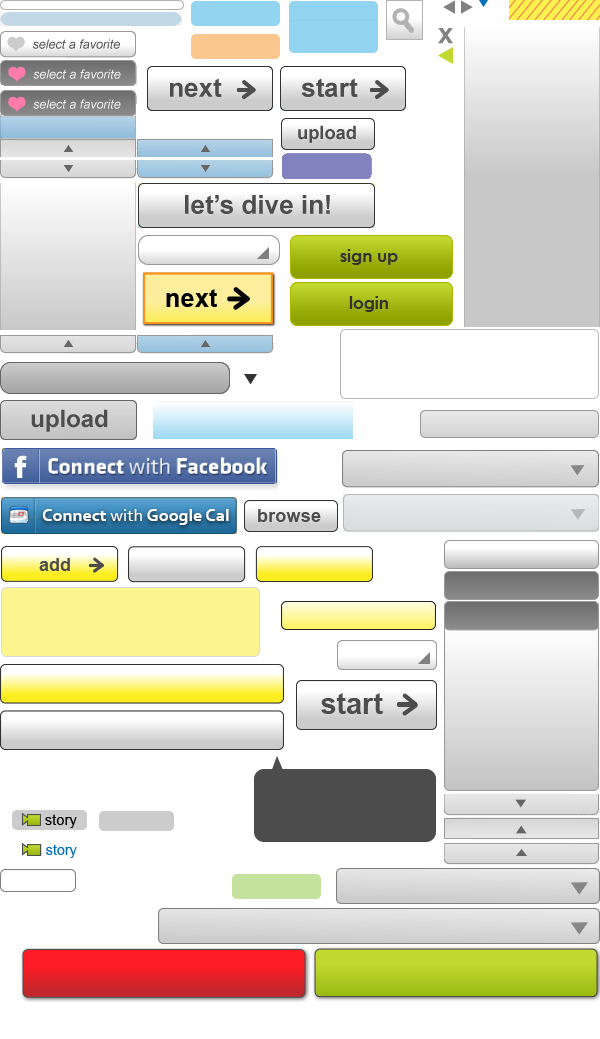 select a favorite
select a favorite
select a favorite
X
next
start
upload
let's dive in!
sign up
next
login
upload
f Connect with Facebook
Connect with Google Cal
browse
add
start
story
story